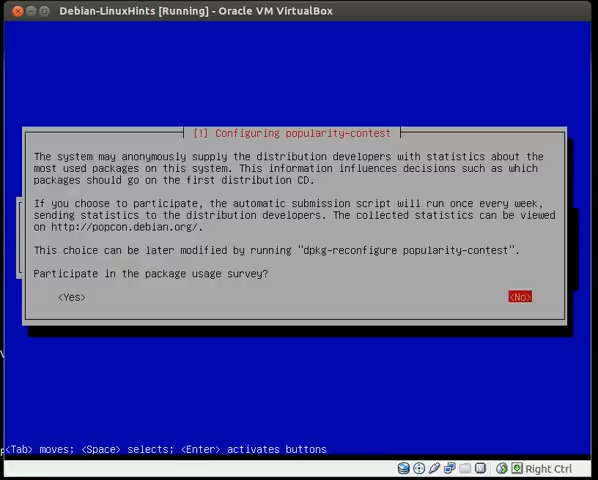 Debian-LinuxHints [Running] - Oracle VM VirtualBox
[!] Configuring popularity-contest
The system may anonymously supply the distribution developers with statistics about the
most used packages on this system. This information influences decisions such as which
packages should go on the first distribution CD.
If you choose to participate, the automatic submission script will run once every week,
sending statistics to the distribution developers. The collected statistics can be viewed
on http://popcon.debian.org/.
This choice can be later modified by running "dpkg-reconfigure popularity-contest".
Participate in the package usage survey?
<Yes> <No>
<Tab> moves; <Space> selects; <Enter> activates buttons
Right Ctrl